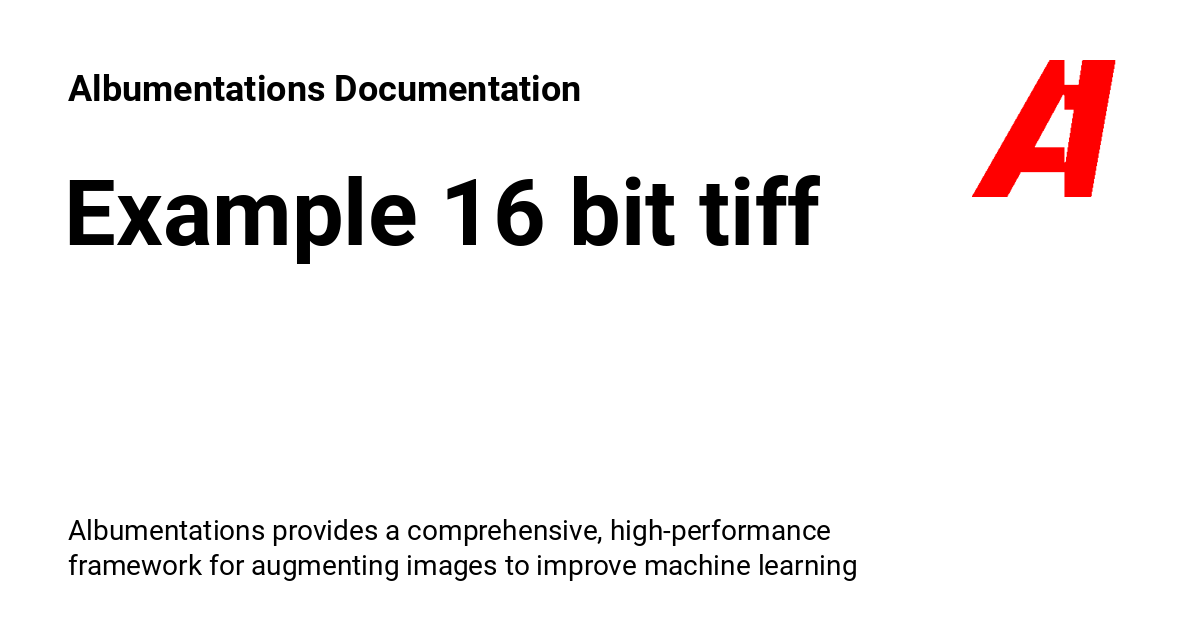 Albumentations Documentation
Example 16 bit tiff
Albumentations provides a comprehensive, high-performance
framework for augmenting images to improve machine learning